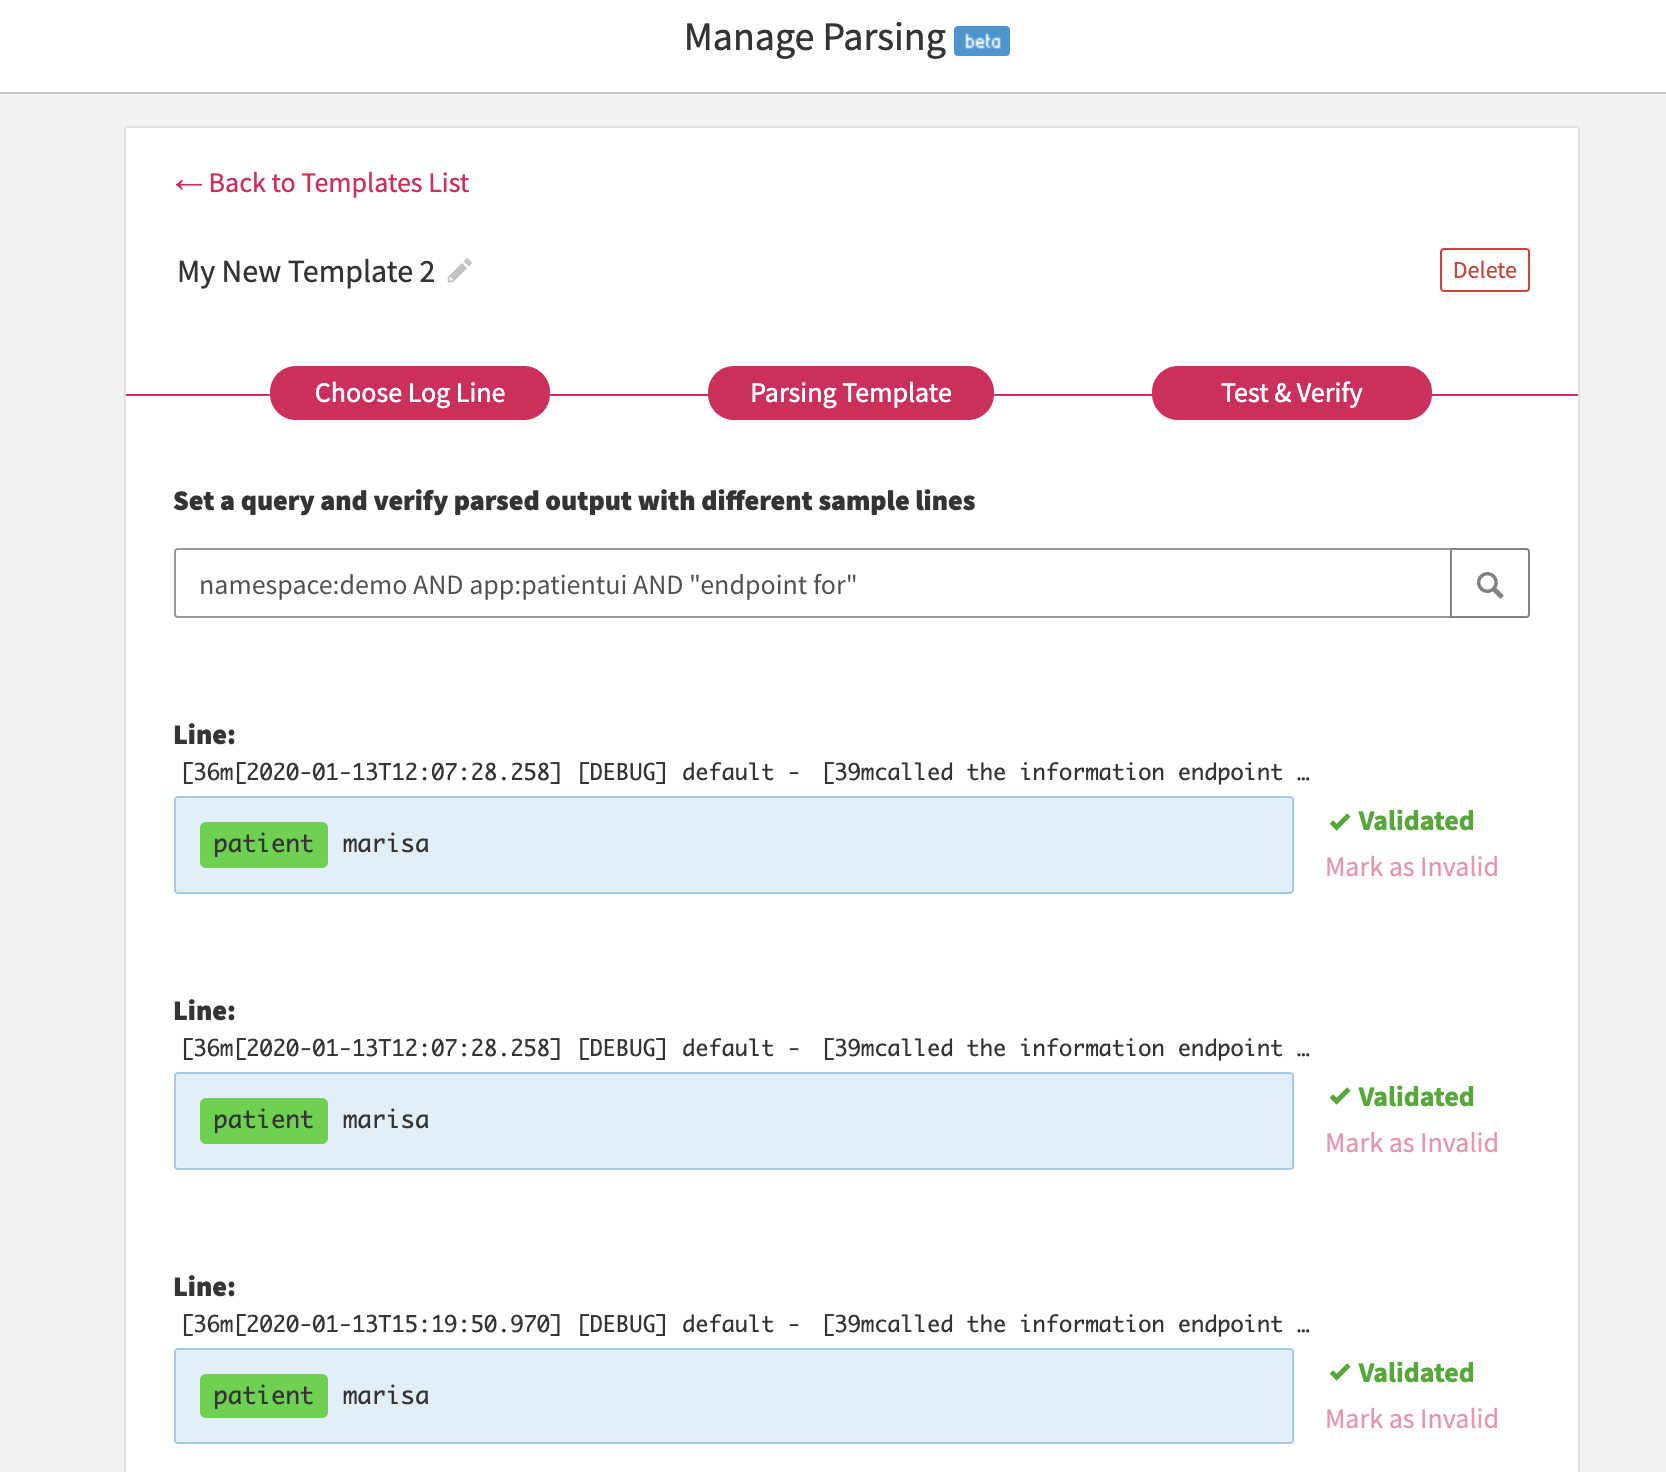 Manage Parsing beta
← Back to Templates List
My New Template 2
Delete
Choose Log Line
Parsing Template
Test & Verify
Set a query and verify parsed output with different sample lines
namespace:demo AND app:patientui AND "endpoint for"
Line:
[36m[2020-01-13T12:07:28.258] [DEBUG] default - [39mcalled the information endpoint …
patient marisa
✔ Validated
Mark as Invalid
Line:
[36m[2020-01-13T12:07:28.258] [DEBUG] default - [39mcalled the information endpoint …
patient marisa
✔ Validated
Mark as Invalid
Line:
[36m[2020-01-13T15:19:50.970] [DEBUG] default - [39mcalled the information endpoint …
patient marisa
✔ Validated
Mark as Invalid